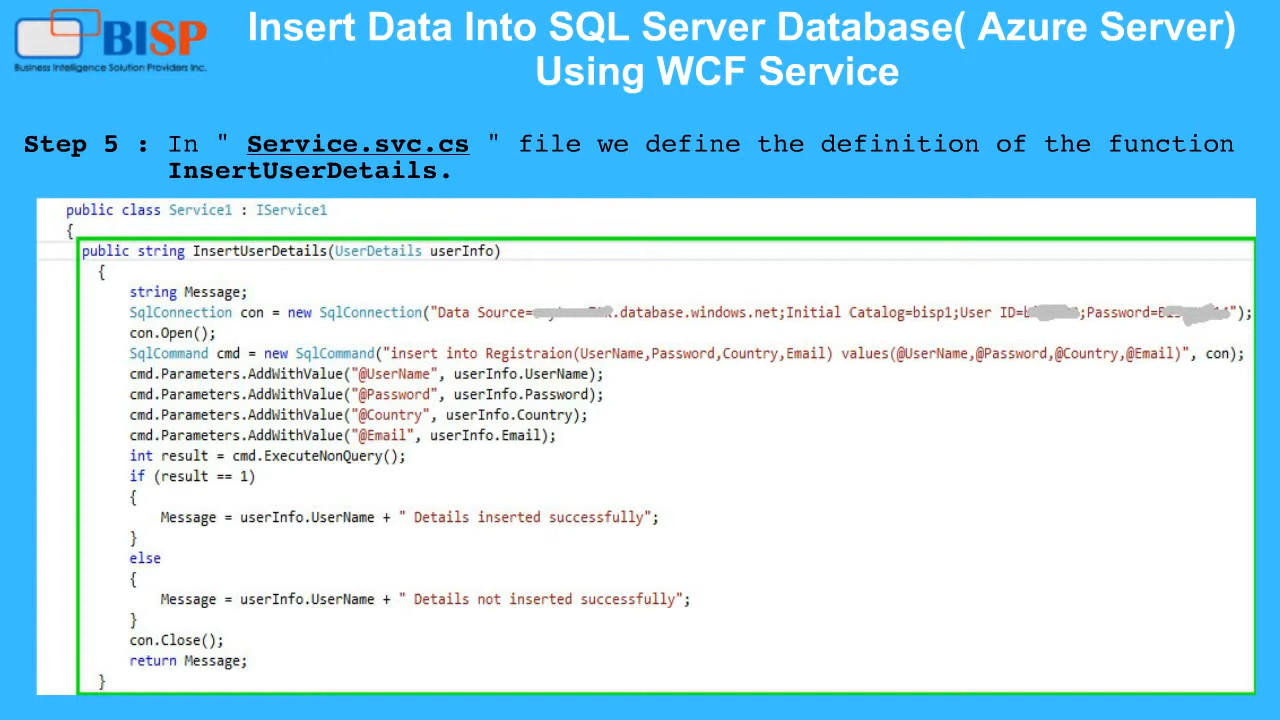 BISP
Business Intelligence Solution Providers Inc.
Insert Data Into SQL Server Database( Azure Server)
Using WCF Service
Step 5 : In " Service.svc.cs " file we define the definition of the function
InsertUserDetails.
public class Service1 : IService1
{
public string InsertUserDetails(UserDetails userInfo)
{
string Message;
SqlConnection con = new SqlConnection("Data Source= .database.windows.net;Initial Catalog=bisp1;User ID= ;Password= ");
con.Open();
SqlCommand cmd = new SqlCommand("insert into Registraion(UserName,Password,Country,Email) values(@UserName,@Password,@Country,@Email)", con);
cmd.Parameters.AddWithValue("@UserName", userInfo.UserName);
cmd.Parameters.AddWithValue("@Password", userInfo.Password);
cmd.Parameters.AddWithValue("@Country", userInfo.Country);
cmd.Parameters.AddWithValue("@Email", userInfo.Email);
int result = cmd.ExecuteNonQuery();
if (result == 1)
{
Message = userInfo.UserName + " Details inserted successfully";
}
else
{
Message = userInfo.UserName + " Details not inserted successfully";
}
con.Close();
return Message;
}